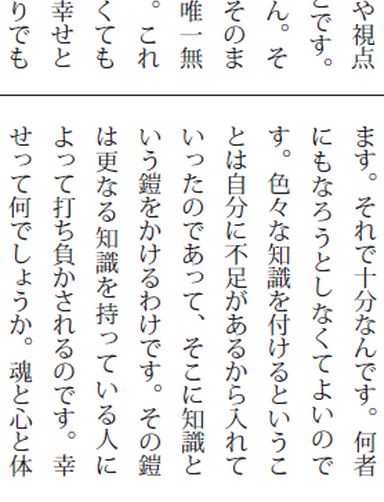 や視点
とです。
ん。そ
そのま
唯一無
。これ
くても
幸せと
りでも
ます。それで十分なんです。何者
にもなろうとしなくてよいので
す。色々な知識を付けるというこ
とは自分に不足があるから入れて
いったのであって、そこに知識と
いう鎧をかけるわけです。その鎧
は更なる知識を持っている人に
よって打ち負かされるのです。幸
せって何でしょうか。魂と心と体